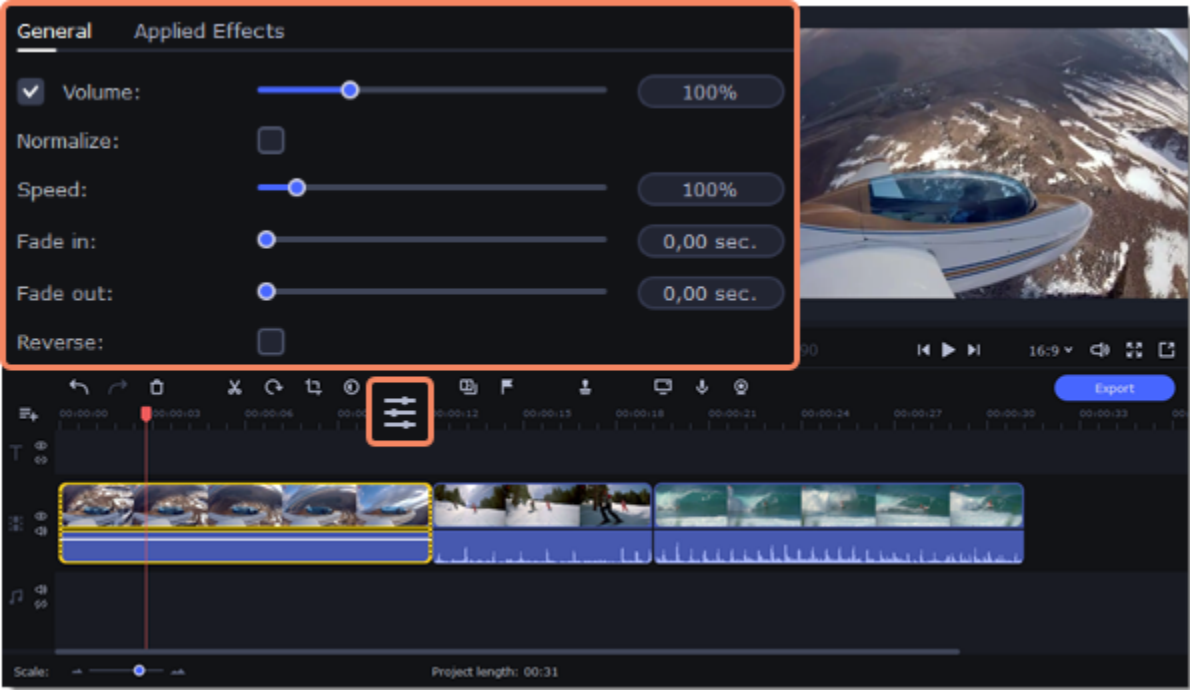 General Applied Effects
Volume: 100%
Normalize:
Speed: 100%
Fade in: 0,00 sec.
Fade out: 0,00 sec.
Reverse:
90
16:9
Export
00:00:00 00:00:03 00:00:06 00:00:12 00:00:15 00:00:18 00:00:21 00:00:24 00:00:27 00:00:30 00:00:33
Scale: Project length: 00:31